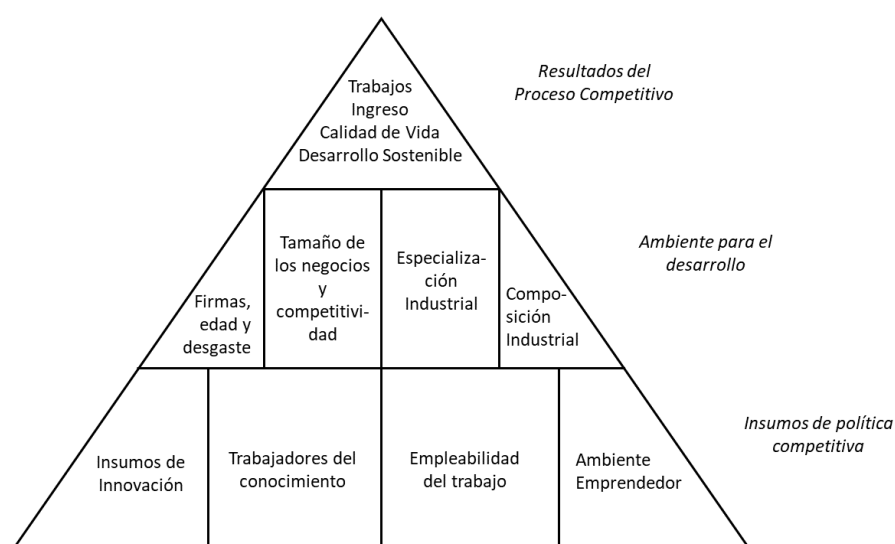 Trabajos
Ingreso
Calidad de Vida
Desarrollo Sostenible
Resultados del
Proceso Competitivo
Firmas,
edad y
desgaste
Tamaño de
los negocios
y
competitivi-
dad
Especializa-
ción
Industrial
Compo-
sición
Industrial
Ambiente para el
desarrollo
Insumos de
Innovación
Trabajadores del
conocimiento
Empleabilidad
del trabajo
Ambiente
Emprendedor
Insumos de política
competitiva